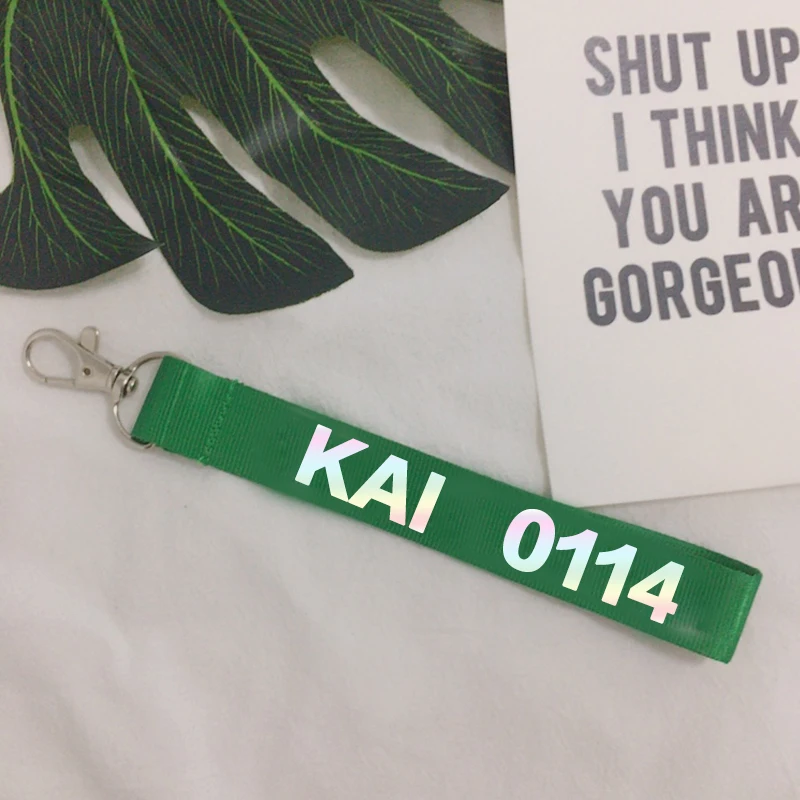 SHUT UP
I THINK
YOU AR
GORGEO
KAI 0114